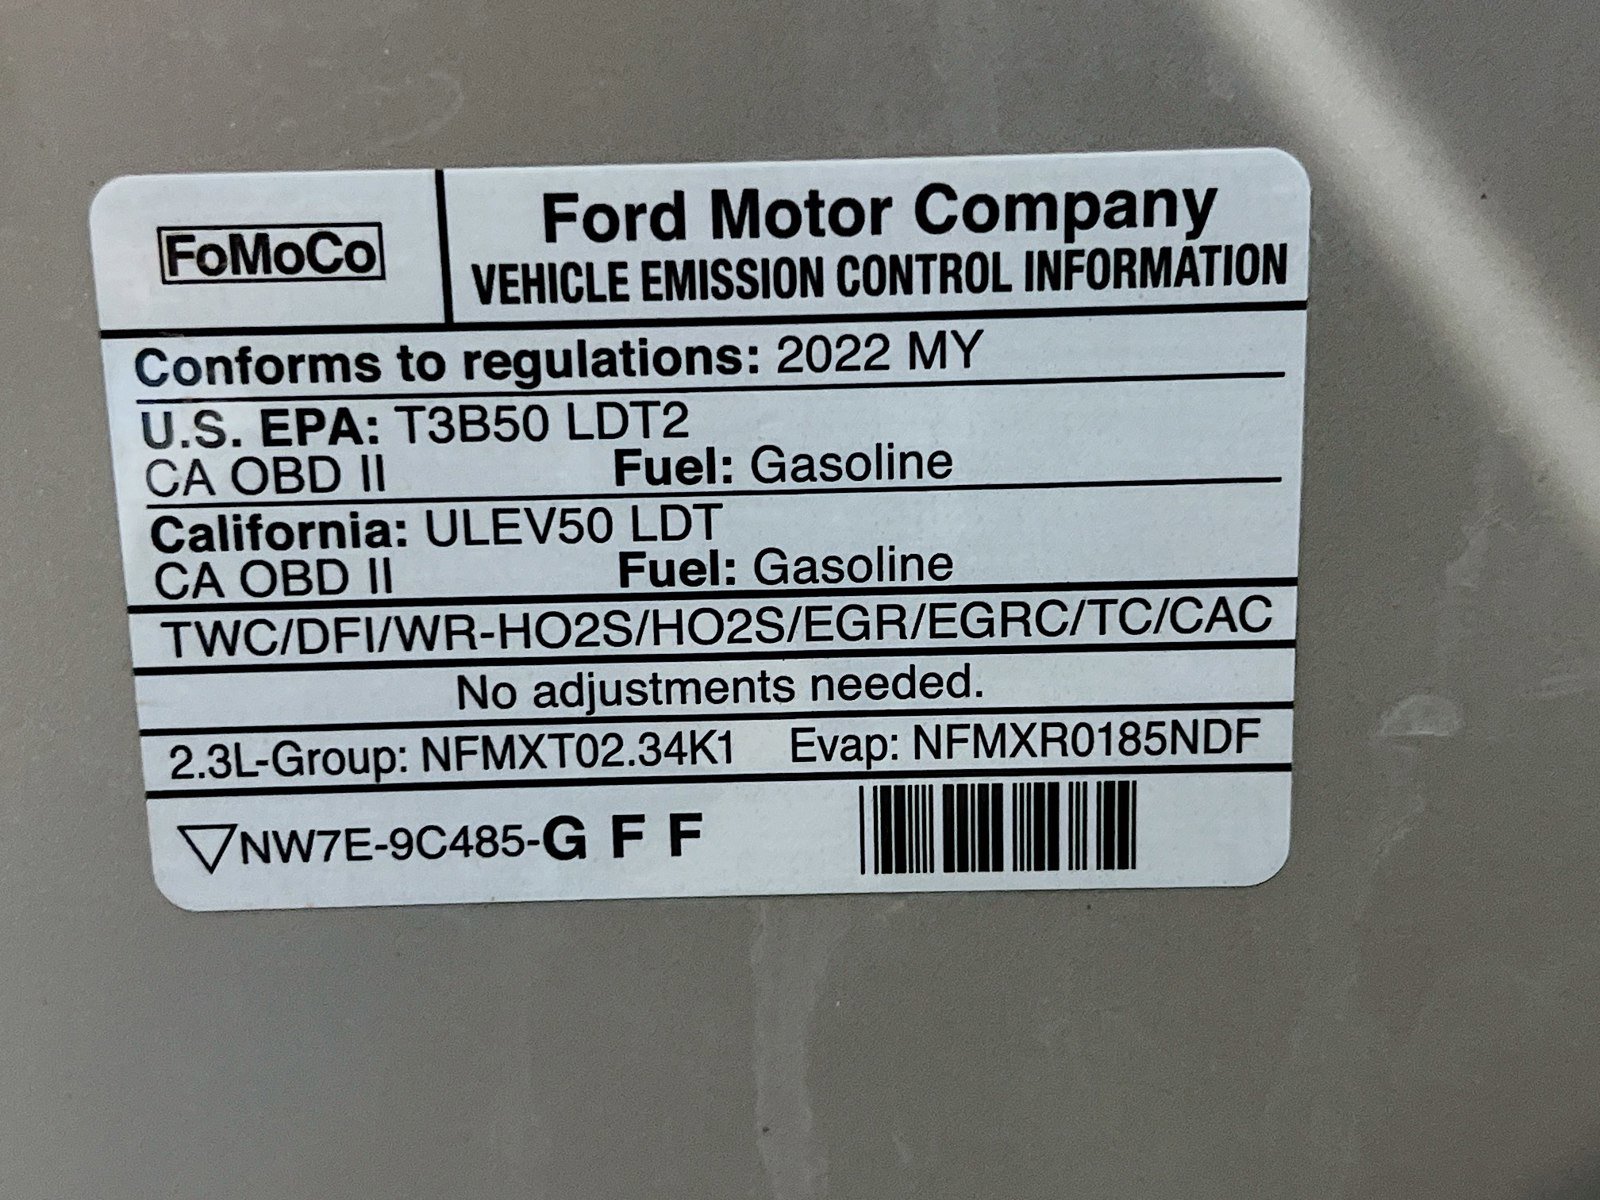 FoMoCo
Ford Motor Company
VEHICLE EMISSION CONTROL INFORMATION
Conforms to regulations: 2022 MY
U.S. EPA: T3B50 LDT2
CA OBD II Fuel: Gasoline
California: ULEV50 LDT
CA OBD II Fuel: Gasoline
TWC/DFI/WR-HO2S/HO2S/EGR/EGRC/TC/CAC
No adjustments needed.
2.3L-Group: NFMXT02.34K1 Evap: NFMXR0185NDF
NW7E-9C485-G F F